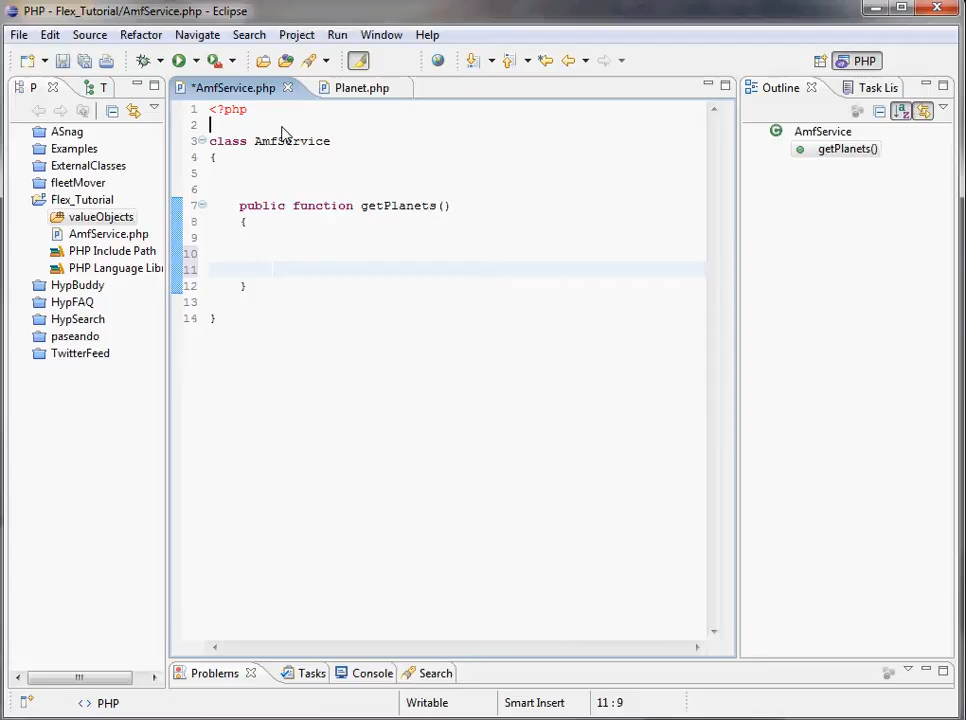 PHP - Flex_Tutorial/AmfService.php - Eclipse
File Edit Source Refactor Navigate Search Project Run Window Help
PHP
P T *AmfService.php Planet.php Outline Task Lis
1 <?php
2
3 class AmfService
4 {
5
6
7 public function getPlanets()
8 {
9
10
11
12 }
13
14 }
ASnag
Examples
ExternalClasses
fleetMover
Flex_Tutorial
valueObjects
AmfService.php
PHP Include Path
PHP Language Libr
HypBuddy
HypFAQ
HypSearch
paseando
TwitterFeed
AmfService
getPlanets()
Problems Tasks Console Search
<> PHP Writable Smart Insert 11 : 9